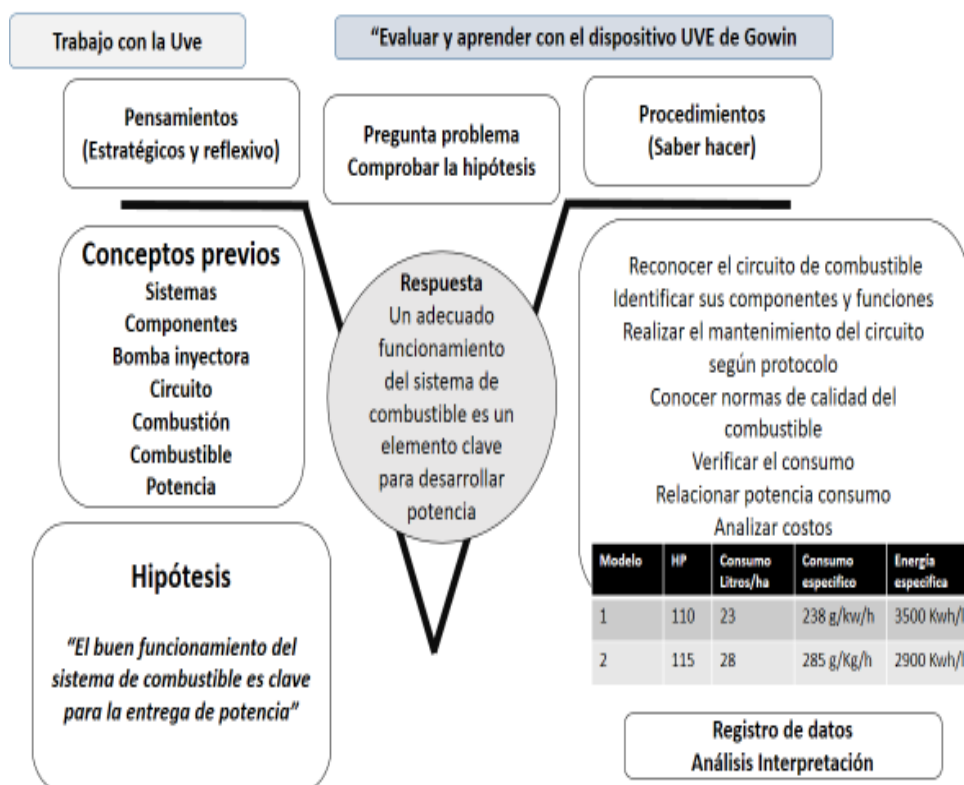 Trabajo con la Uve
“Evaluar y aprender con el dispositivo UVE de Gowin
Pensamientos
(Estratégicos y reflexivo)
Pregunta problema
Comprobar la hipótesis
Procedimientos
(Saber hacer)
Conceptos previos
Sistemas
Componentes
Bomba inyectora
Circuito
Combustión
Combustible
Potencia
Respuesta
Un adecuado
funcionamiento
del sistema de
combustible es un
elemento clave
para desarrollar
potencia
Reconocer el circuito de combustible
Identificar sus componentes y funciones
Realizar el mantenimiento del circuito
según protocolo
Conocer normas de calidad del
combustible
Verificar el consumo
Relacionar potencia consumo
Analizar costos
Hipótesis
“El buen funcionamiento del
sistema de combustible es clave
para la entrega de potencia”
Modelo HP Consumo Litros/ha Consumo especifico Energia especifica
1 110 23 238 g/kw/h 3500 Kwh/l
2 115 28 285 g/Kg/h 2900 Kwh/l
Registro de datos
Análisis Interpretación